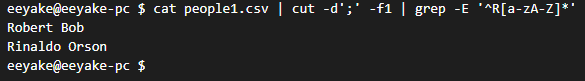 eeyake@eeyake-pc $ cat people1.csv | cut -d';' -f1 | grep -E '^R[a-zA-Z]*'
Robert Bob
Rinaldo Orson
eeyake@eeyake-pc $